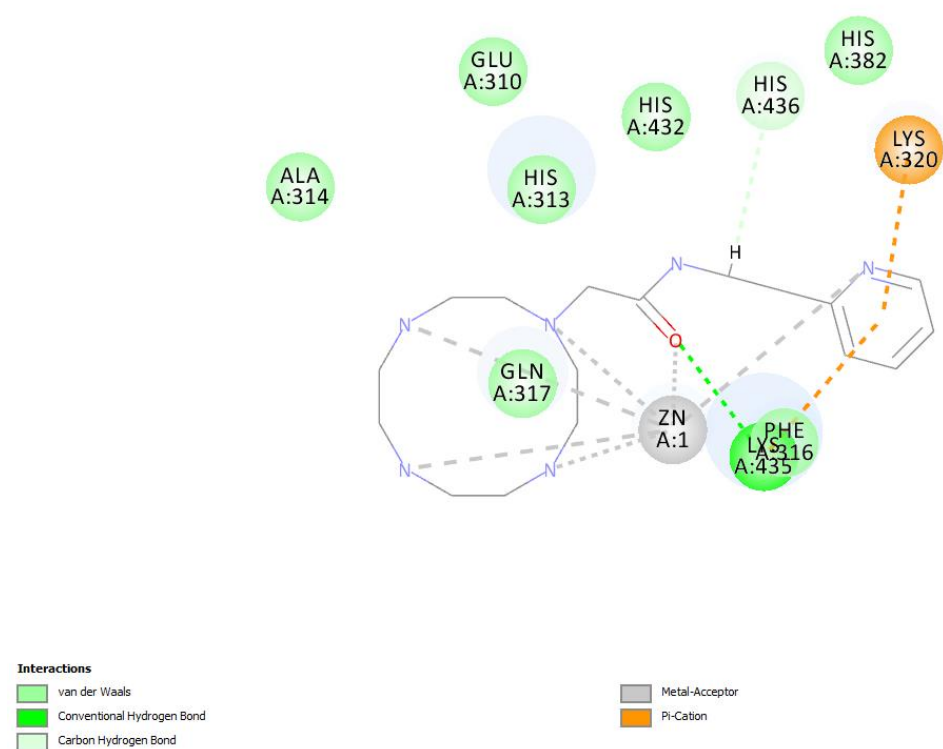 GLU
A:310
HIS
A:382
HIS
A:432
HIS
A:436
LYS
A:320
ALA
A:314
HIS
A:313
H
N
N
N
N
O
GLN
A:317
ZN
A:1
PHE
A:316
LYS
A:435
N
N
Interactions
van der Waals
Conventional Hydrogen Bond
Carbon Hydrogen Bond
Metal-Acceptor
Pi-Cation